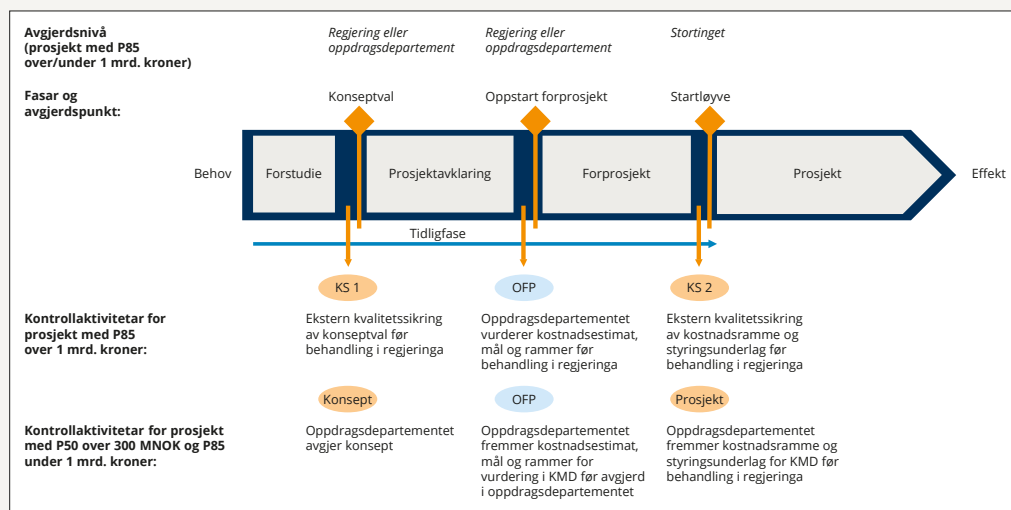 Avgjerdsnivå
(prosjekt med P85
over/under 1 mrd. kroner)
Regjering eller
oppdragsdepartement
Regjering eller
oppdragsdepartement
Stortinget
Fasar og
avgjerdspunkt:
Konseptval
Oppstart forprosjekt
Startløyve
Behov
Forstudie
Prosjektavklaring
Forprosjekt
Prosjekt
Effekt
Tidligfase
KS 1
OFP
KS 2
Kontrollaktivitetar for
prosjekt med P85
over 1 mrd. kroner:
Ekstern kvalitetssikring
av konseptval før
behandling i regjeringa
Oppdragsdepartementet
vurderer kostnadsestimat,
mål og rammer før
behandling i regjeringa
Ekstern kvalitetssikring
av kostnadsramme og
styringsunderlag før
behandling i regjeringa
Konsept
OFP
Prosjekt
Kontrollaktivitetar for prosjekt
med P50 over 300 MNOK og P85
under 1 mrd. kroner:
Oppdragsdepartementet
avgjer konsept
Oppdragsdepartementet
fremmer kostnadsestimat,
mål og rammer for
vurdering i KMD før avgjerd
i oppdragsdepartementet
Oppdragsdepartementet
fremmer kostnadsramme og
styringsunderlag for KMD før
behandling i regjeringa